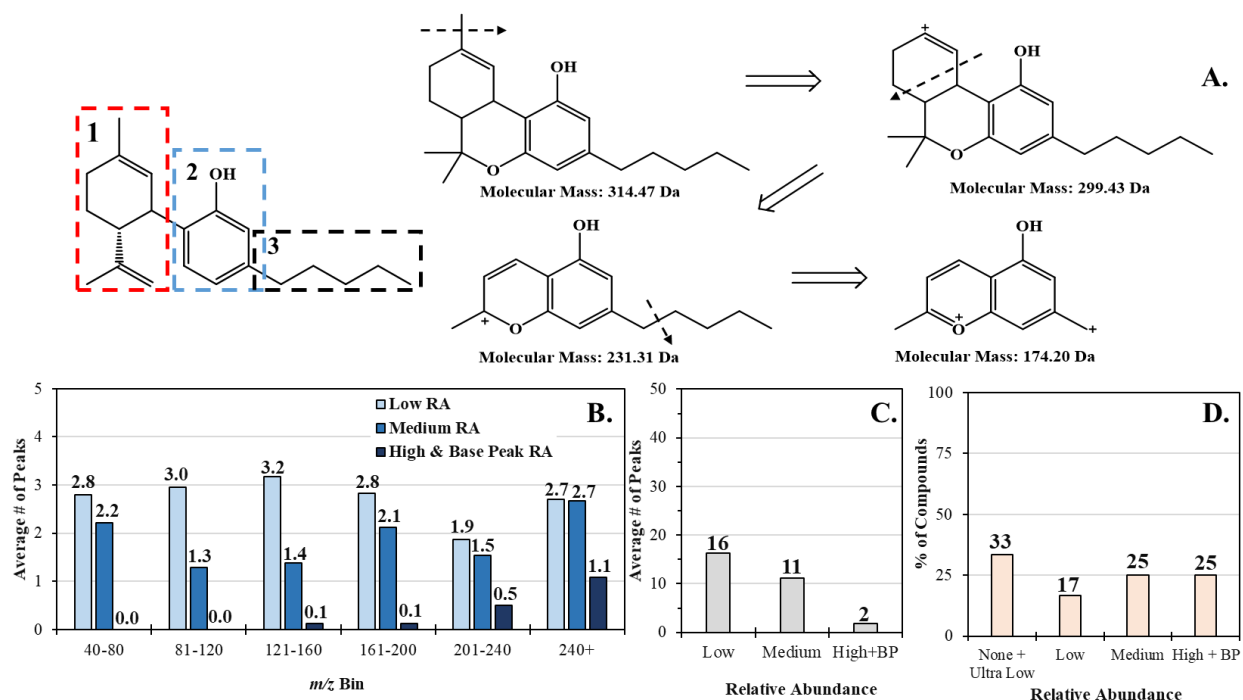 1
2
OH
3
OH
Molecular Mass: 314.47 Da
O
+
OH
A.
O
Molecular Mass: 299.43 Da
OH
+
O
Molecular Mass: 231.31 Da
OH
+
O
+
Molecular Mass: 174.20 Da
B.
Low RA
Medium RA
High & Base Peak RA
Average # of Peaks
5
4
3
2
1
0
2.8
2.2
0.0
3.0
1.3
0.0
3.2
1.4
0.1
2.8
2.1
0.1
1.9
1.5
0.5
2.7
2.7
1.1
40-80
81-120
121-160
161-200
201-240
240+
m/z Bin
C.
Average # of Peaks
50
40
30
20
10
0
16
11
2
Low
Medium
High+BP
Relative Abundance
D.
% of Compounds
100
75
50
25
0
33
17
25
25
None +
Ultra Low
Low
Medium
High + BP
Relative Abundance